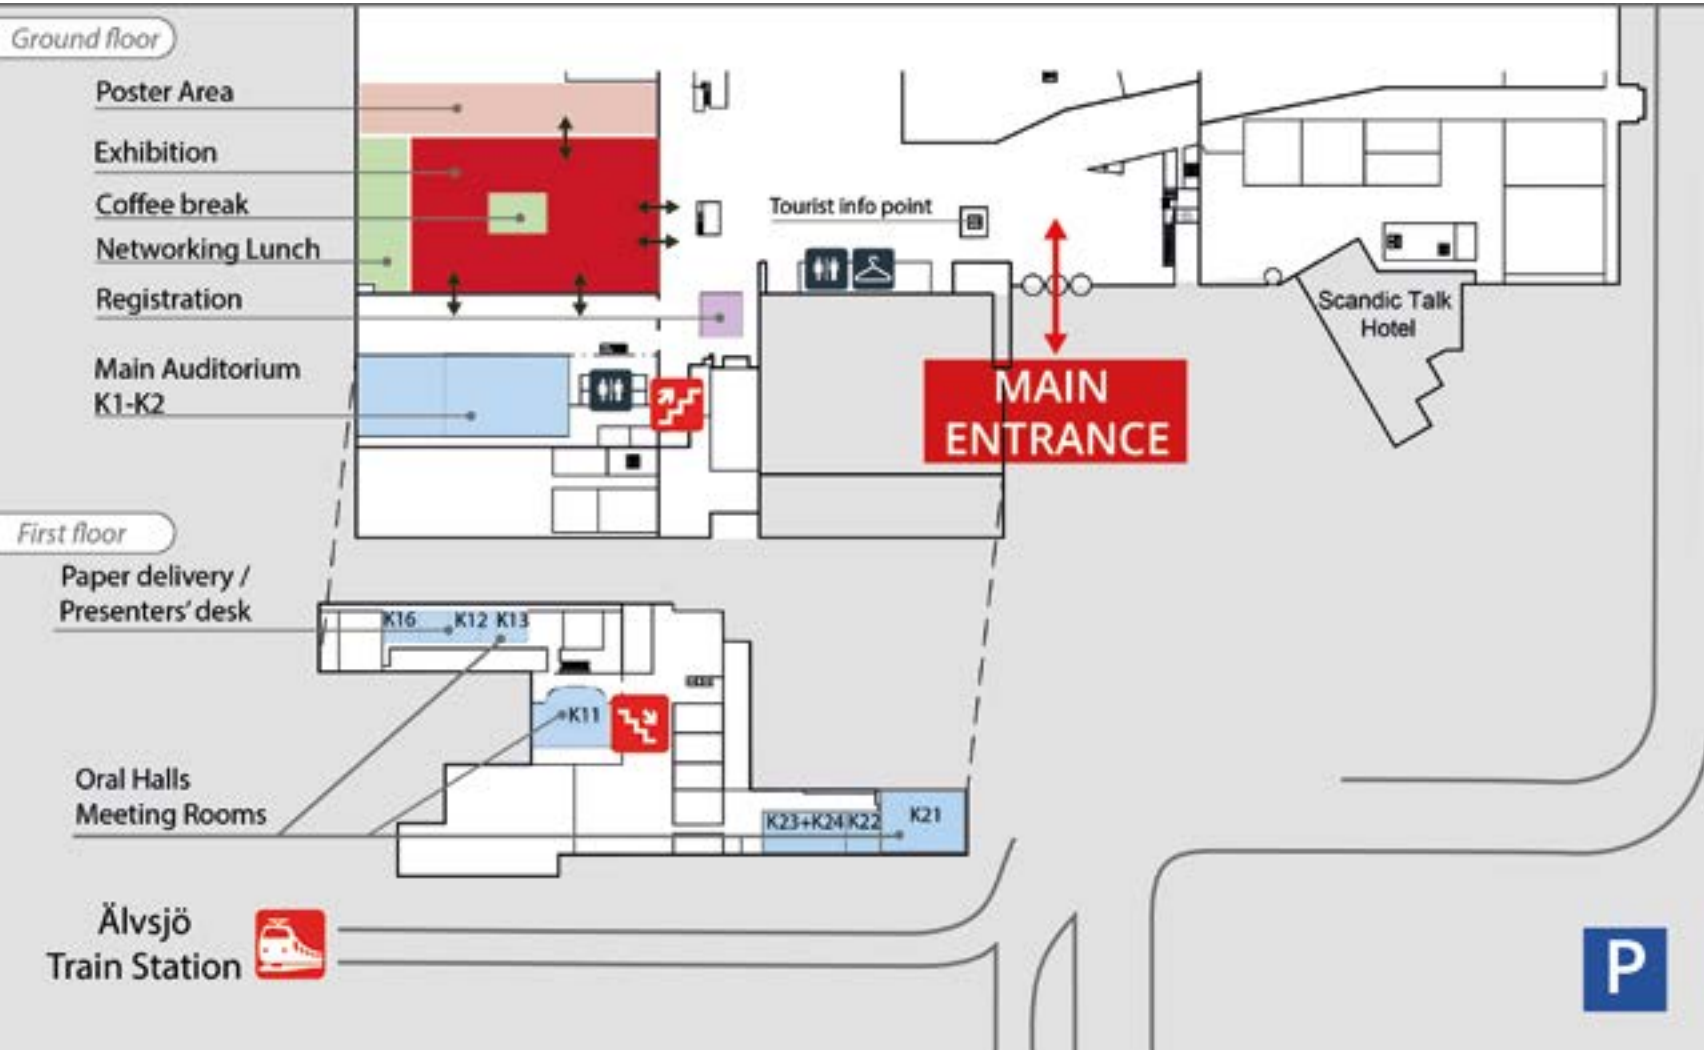 Ground floor
Poster Area
Exhibition
Coffee break
Networking Lunch
Registration
Main Auditorium
K1-K2
Tourist info point
MAIN
ENTRANCE
Scandic Talk
Hotel
First floor
Paper delivery /
Presenters' desk
K16 K12 K13
K11
Oral Halls
Meeting Rooms
K23+K24 K22 K21
Älvsjö
Train Station
P